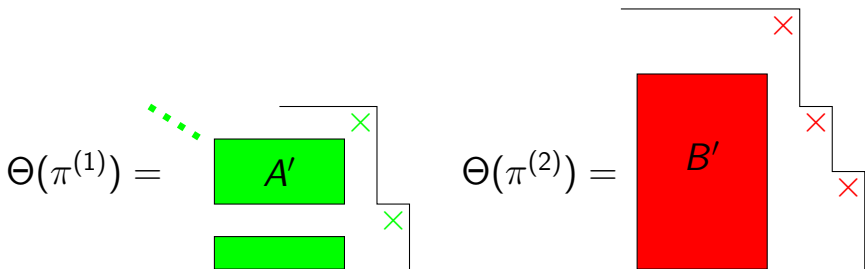 Θ(π⁽¹⁾) = A′
Θ(π⁽²⁾) = B′